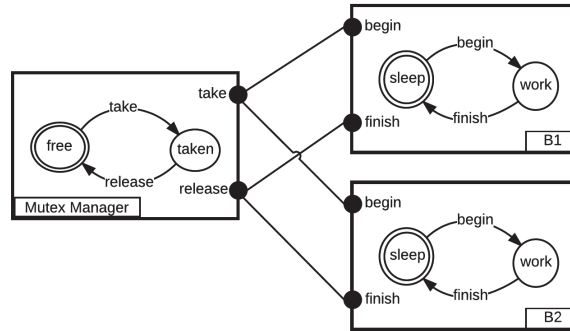 take
free
taken
release
Mutex Manager
take
release
begin
begin
sleep
work
finish
finish
B1
begin
begin
sleep
work
finish
finish
B2